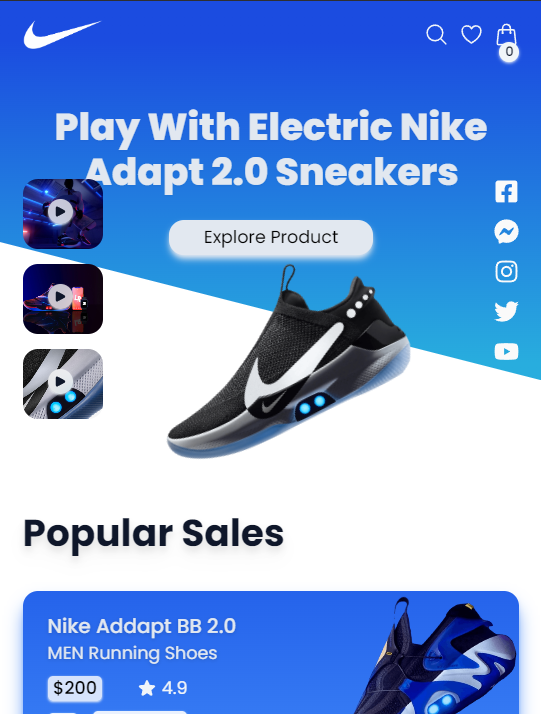 0
Play With Electric Nike
Adapt 2.0 Sneakers
Explore Product
Popular Sales
Nike Addapt BB 2.0
MEN Running Shoes
$200
4.9